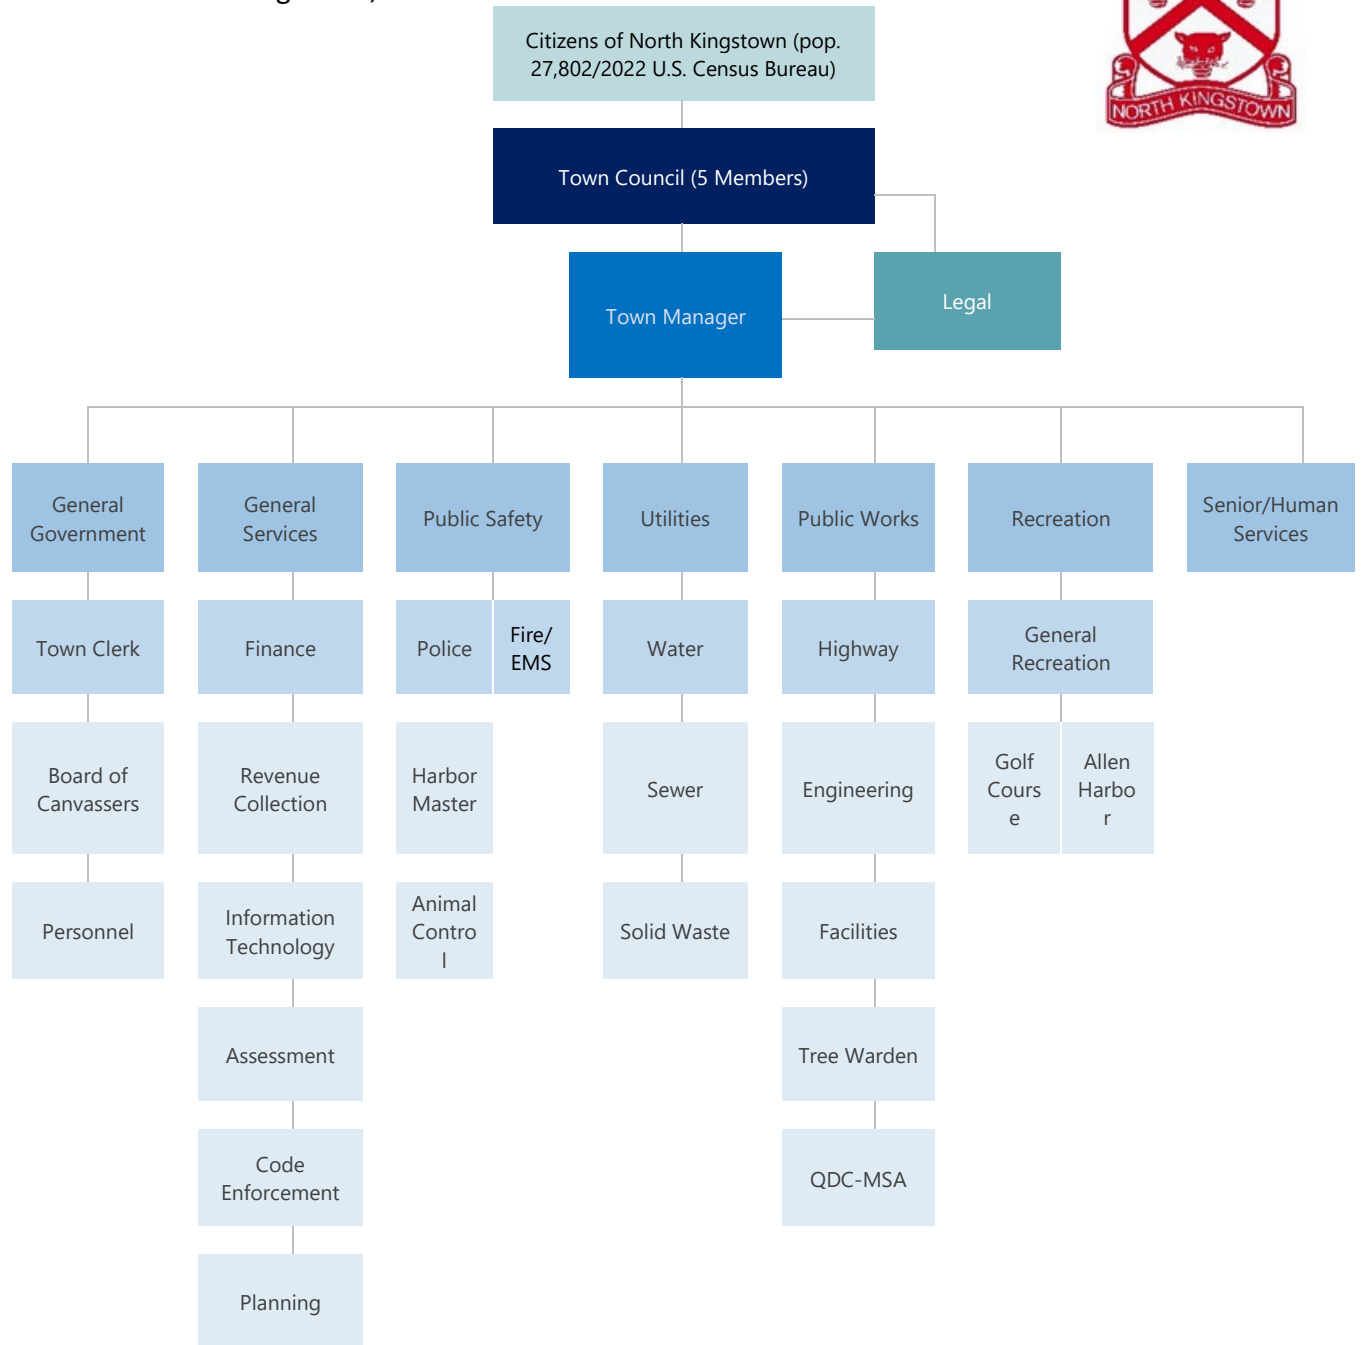 Citizens of North Kingstown (pop.
27,802/2022 U.S. Census Bureau)
NORTH KINGSTOWN
Town Council (5 Members)
Town Manager
Legal
General
Government
General
Services
Public Safety
Utilities
Public Works
Recreation
Senior/Human
Services
Town Clerk
Finance
Police
Fire/
EMS
Water
Highway
General
Recreation
Board of
Canvassers
Revenue
Collection
Harbor
Master
Sewer
Engineering
Golf
Cours
e
Allen
Harbo
r
Personnel
Information
Technology
Animal
Contro
l
Solid Waste
Facilities
Assessment
Tree Warden
Code
Enforcement
QDC-MSA
Planning